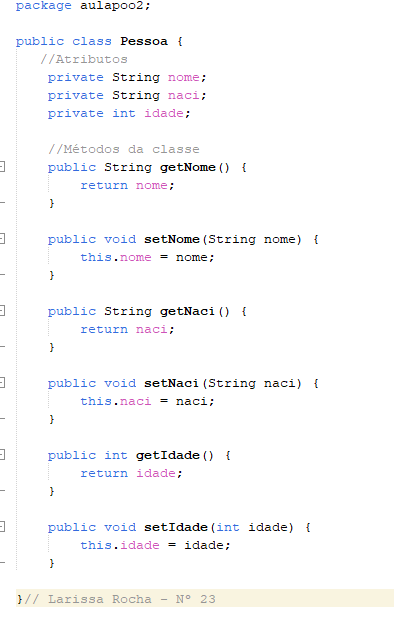 package aulapoo2;
public class Pessoa {
//Atributos
private String nome;
private String naci;
private int idade;
//Métodos da classe
public String getNome() {
return nome;
}
public void setNome(String nome) {
this.nome = nome;
}
public String getNaci() {
return naci;
}
public void setNaci(String naci) {
this.naci = naci;
}
public int getIdade() {
return idade;
}
public void setIdade(int idade) {
this.idade = idade;
}
}// Larissa Rocha - N° 23